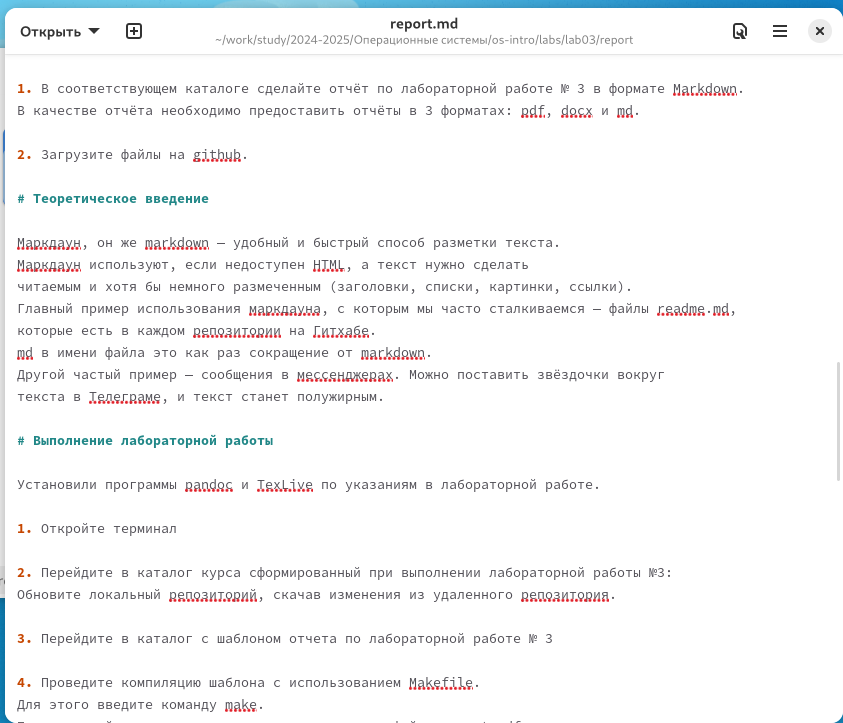 Открыть
report.md
~/work/study/2024-2025/Операционные системы/os-intro/labs/lab03/report
1. В соответствующем каталоге сделайте отчёт по лабораторной работе № 3 в формате Markdown.
В качестве отчёта необходимо предоставить отчёты в 3 форматах: pdf, docx и md.
2. Загрузите файлы на github.
# Теоретическое введение
Маркдаун, он же markdown — удобный и быстрый способ разметки текста.
Маркдаун используют, если недоступен HTML, а текст нужно сделать
читаемым и хотя бы немного размеченным (заголовки, списки, картинки, ссылки).
Главный пример использования маркдауна, с которым мы часто сталкиваемся — файлы readme.md,
которые есть в каждом репозитории на Гитхабе.
md в имени файла это как раз сокращение от markdown.
Другой частый пример — сообщения в мессенджерах. Можно поставить звёздочки вокруг
текста в Телеграме, и текст станет полужирным.
# Выполнение лабораторной работы
Установили программы pandoc и TexLive по указаниям в лабораторной работе.
1. Откройте терминал
2. Перейдите в каталог курса сформированный при выполнении лабораторной работы №3:
Обновите локальный репозиторий, скачав изменения из удаленного репозитория.
3. Перейдите в каталог с шаблоном отчета по лабораторной работе № 3
4. Проведите компиляцию шаблона с использованием Makefile.
Для этого введите команду make.